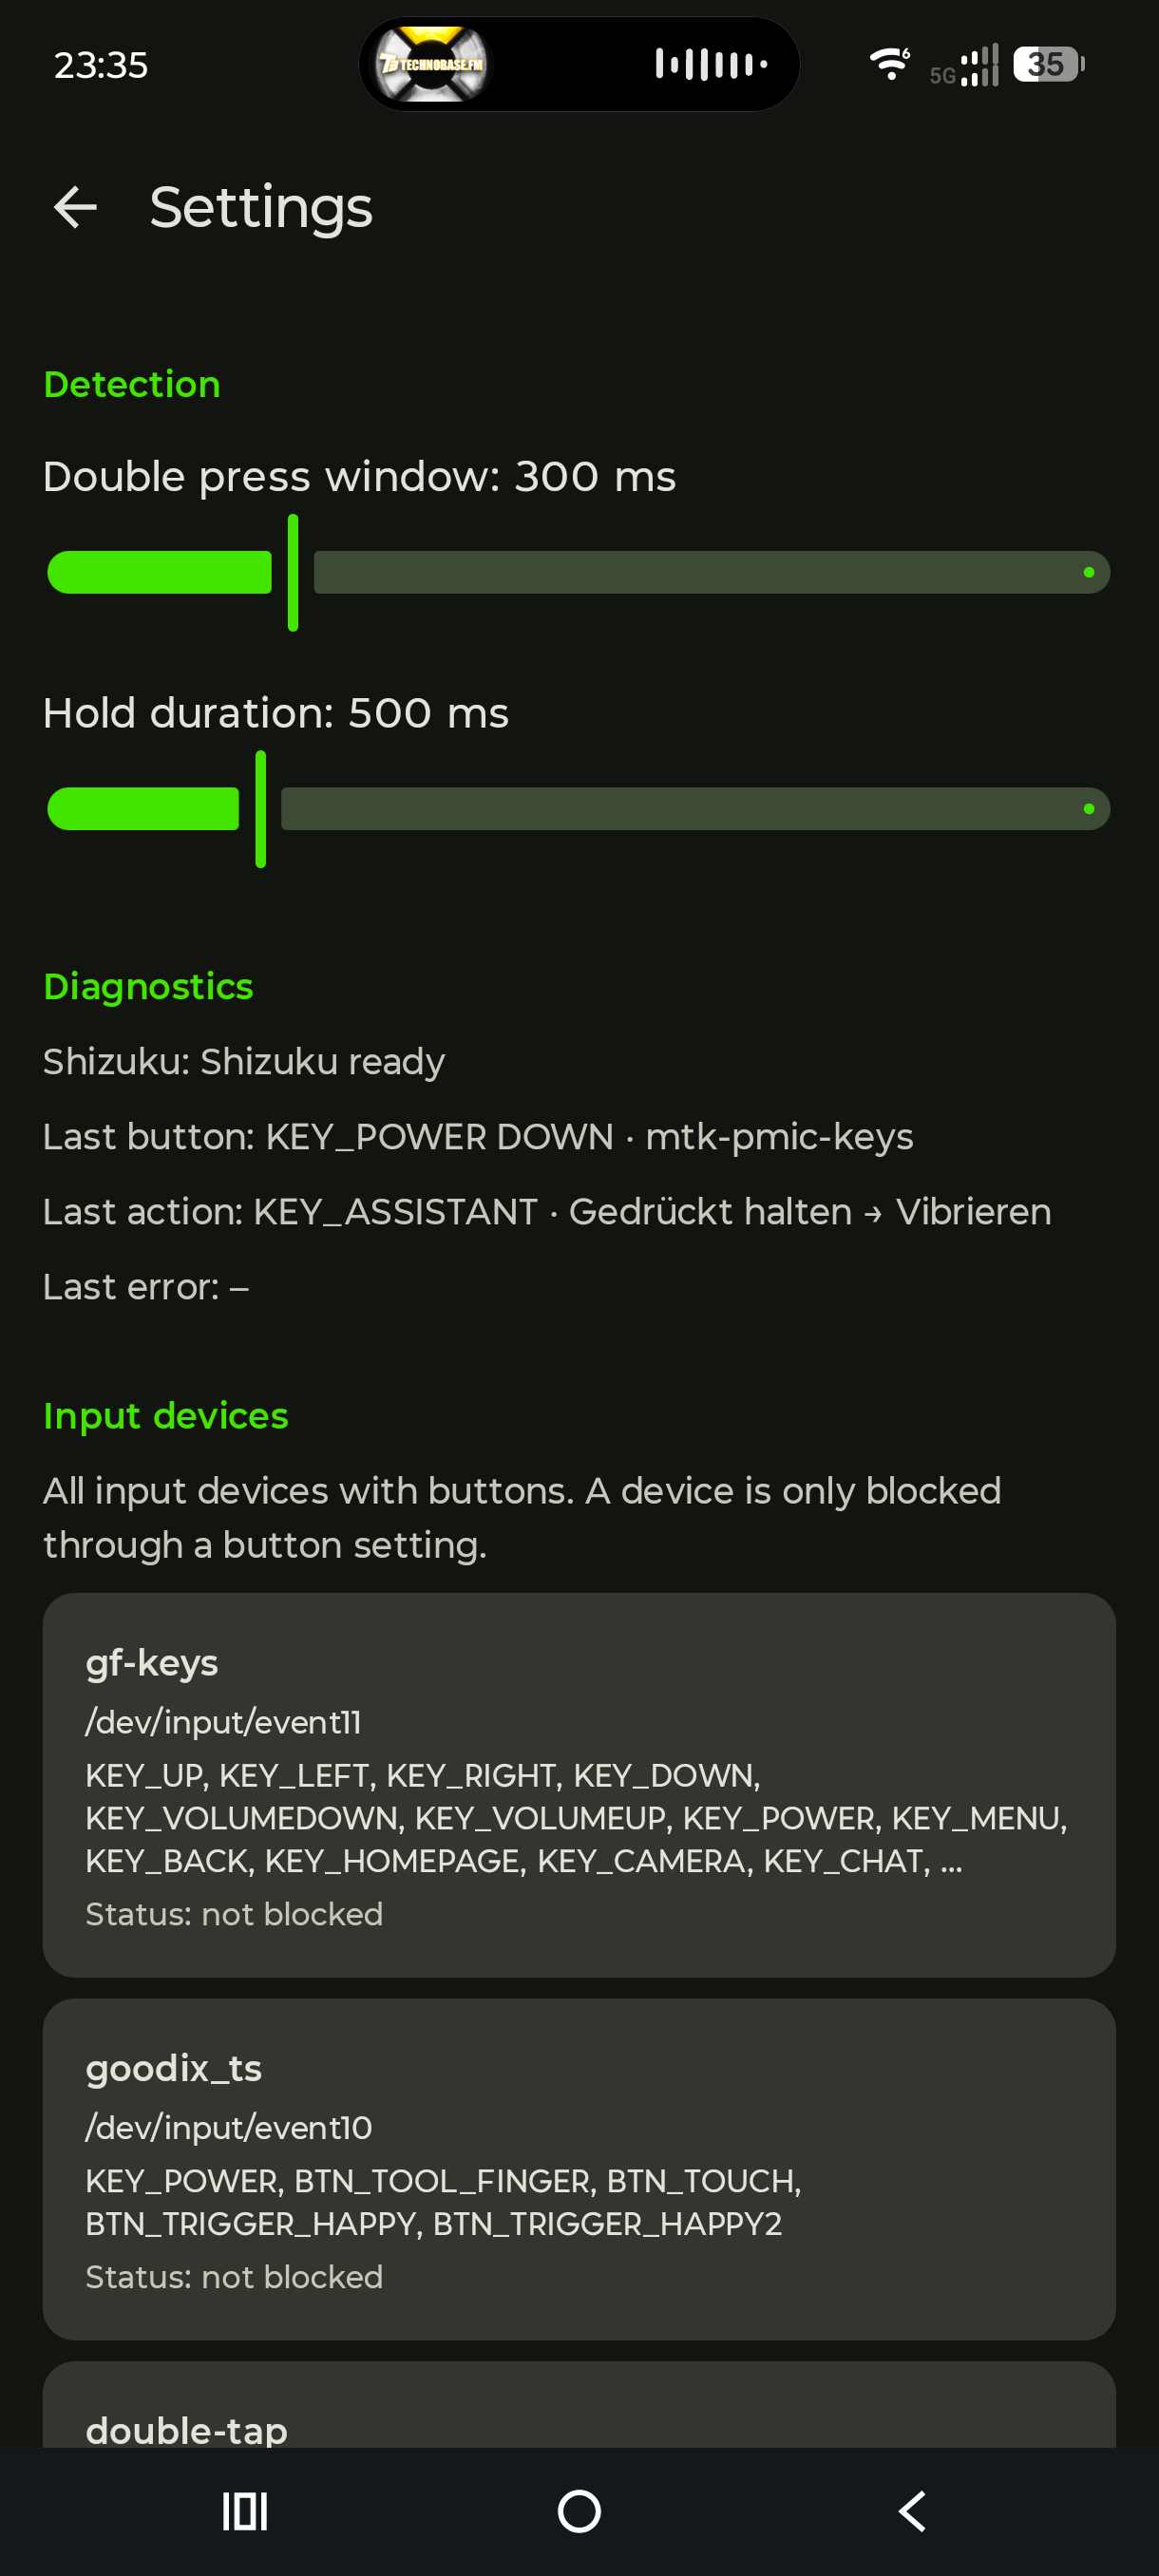 23:35
TB TECHNOBASE.FM
6
5G
35
Settings
Detection
Double press window: 300 ms
Hold duration: 500 ms
Diagnostics
Shizuku: Shizuku ready
Last button: KEY_POWER DOWN · mtk-pmic-keys
Last action: KEY_ASSISTANT · Gedrückt halten → Vibrieren
Last error: –
Input devices
All input devices with buttons. A device is only blocked
through a button setting.
gf-keys
/dev/input/event11
KEY_UP, KEY_LEFT, KEY_RIGHT, KEY_DOWN,
KEY_VOLUMEDOWN, KEY_VOLUMEUP, KEY_POWER, KEY_MENU,
KEY_BACK, KEY_HOMEPAGE, KEY_CAMERA, KEY_CHAT, ...
Status: not blocked
goodix_ts
/dev/input/event10
KEY_POWER, BTN_TOOL_FINGER, BTN_TOUCH,
BTN_TRIGGER_HAPPY, BTN_TRIGGER_HAPPY2
Status: not blocked
double-tap